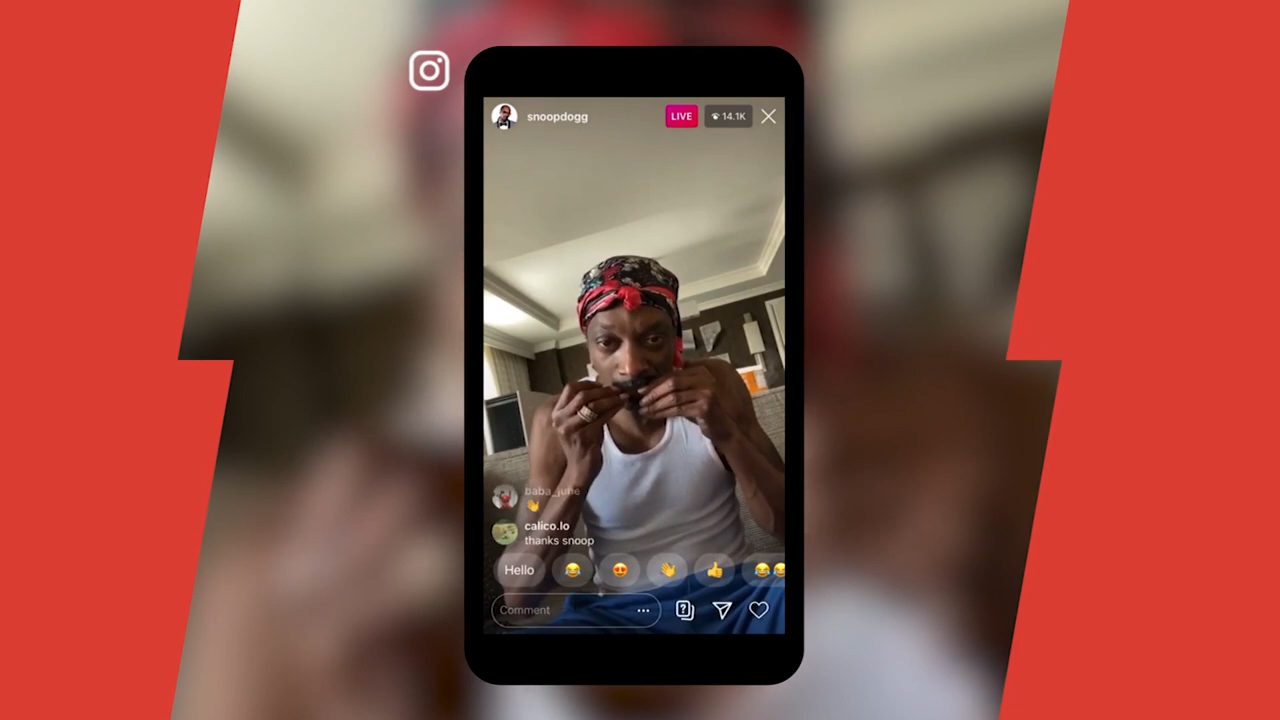 snoopdogg
LIVE
14.1K
baba_june
👋
calico.lo
thanks snoop
Hello 😂 😍 👋 👍 😂😂
Comment